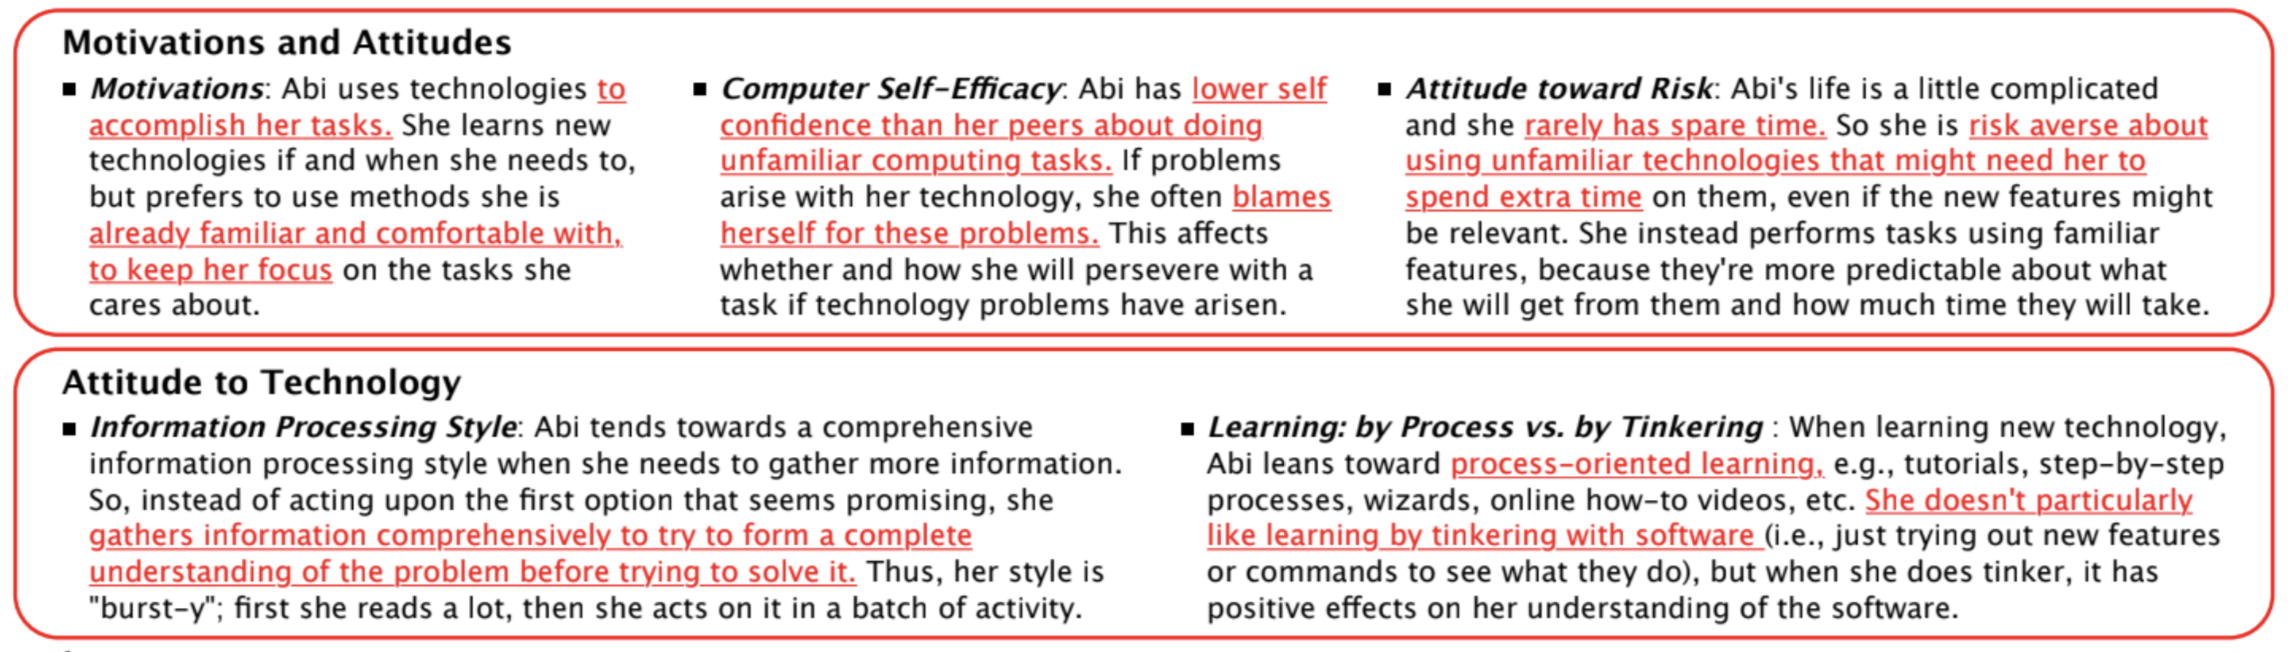 Motivations and Attitudes
▪ Motivations: Abi uses technologies to
accomplish her tasks. She learns new
technologies if and when she needs to,
but prefers to use methods she is
already familiar and comfortable with,
to keep her focus on the tasks she
cares about.
▪ Computer Self-Efficacy: Abi has lower self
confidence than her peers about doing
unfamiliar computing tasks. If problems
arise with her technology, she often blames
herself for these problems. This affects
whether and how she will persevere with a
task if technology problems have arisen.
▪ Attitude toward Risk: Abi's life is a little complicated
and she rarely has spare time. So she is risk averse about
using unfamiliar technologies that might need her to
spend extra time on them, even if the new features might
be relevant. She instead performs tasks using familiar
features, because they're more predictable about what
she will get from them and how much time they will take.
Attitude to Technology
▪ Information Processing Style: Abi tends towards a comprehensive
information processing style when she needs to gather more information.
So, instead of acting upon the first option that seems promising, she
gathers information comprehensively to try to form a complete
understanding of the problem before trying to solve it. Thus, her style is
"burst-y"; first she reads a lot, then she acts on it in a batch of activity.
▪ Learning: by Process vs. by Tinkering : When learning new technology,
Abi leans toward process-oriented learning, e.g., tutorials, step-by-step
processes, wizards, online how-to videos, etc. She doesn't particularly
like learning by tinkering with software (i.e., just trying out new features
or commands to see what they do), but when she does tinker, it has
positive effects on her understanding of the software.